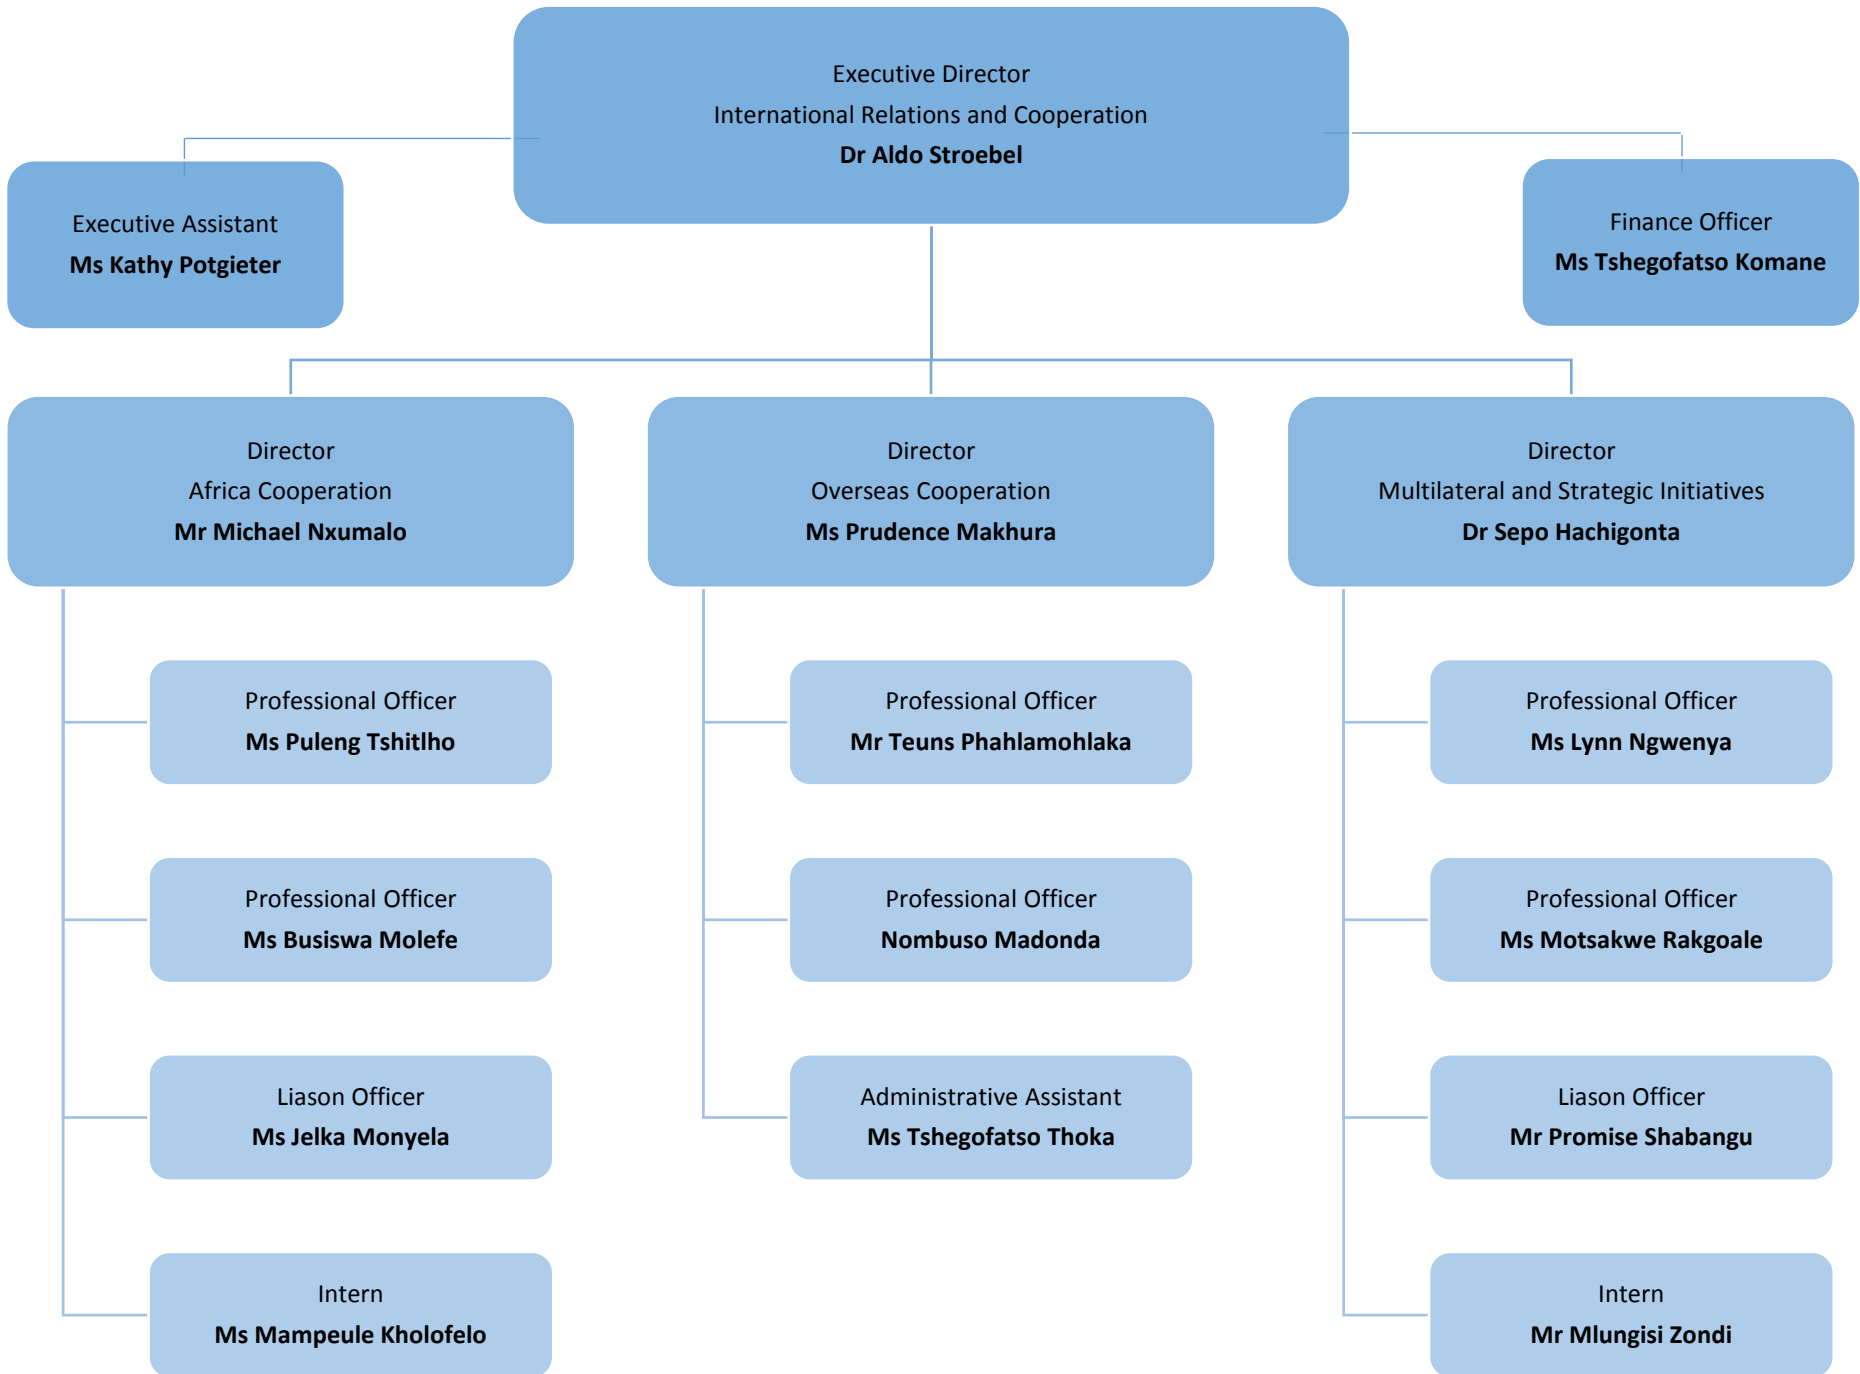 Executive Director
International Relations and Cooperation
Dr Aldo Stroebel
Executive Assistant
Ms Kathy Potgieter
Finance Officer
Ms Tshegofatso Komane
Director
Africa Cooperation
Mr Michael Nxumalo
Director
Overseas Cooperation
Ms Prudence Makhura
Director
Multilateral and Strategic Initiatives
Dr Sepo Hachigonta
Professional Officer
Ms Puleng Tshitlho
Professional Officer
Mr Teuns Phahlamohlaka
Professional Officer
Ms Lynn Ngwenya
Professional Officer
Ms Busiswa Molefe
Professional Officer
Nombuso Madonda
Professional Officer
Ms Motsakwe Rakgoale
Liason Officer
Ms Jelka Monyela
Administrative Assistant
Ms Tshegofatso Thoka
Liason Officer
Mr Promise Shabangu
Intern
Ms Mampeule Kholofelo
Intern
Mr Mlungisi Zondi